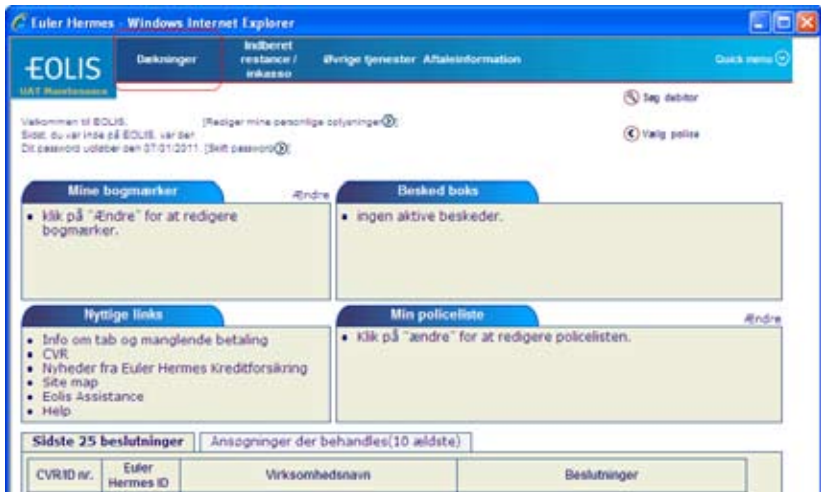 Euler Hermes - Windows Internet Explorer
EOLIS
UAT Maintenance
Dækninger
Indberet restance / inkasso
Øvrige tjenester
Aftaleinformation
Quick menu
Søg debitor
Vælg police
Velkommen til EOLIS. [Rediger mine personlige oplysninger]
Sidst du var inde på EOLIS, var den
Dit password udløber den 07/01/2011. [Skift password]
Mine bogmærker
Ændre
klik på "Ændre" for at redigere
bogmærker.
Besked boks
ingen aktive beskeder.
Nyttige links
Info om tab og manglende betaling
CVR
Nyheder fra Euler Hermes Kreditforsikring
Site map
Eolis Assistance
Help
Min policeliste
Ændre
Klik på "ændre" for at redigere policelisten.
Sidste 25 beslutninger
Ansøgninger der behandles(10 ældste)
CVR/ID nr.
Euler
Hermes ID
Virksomhedsnavn
Beslutninger